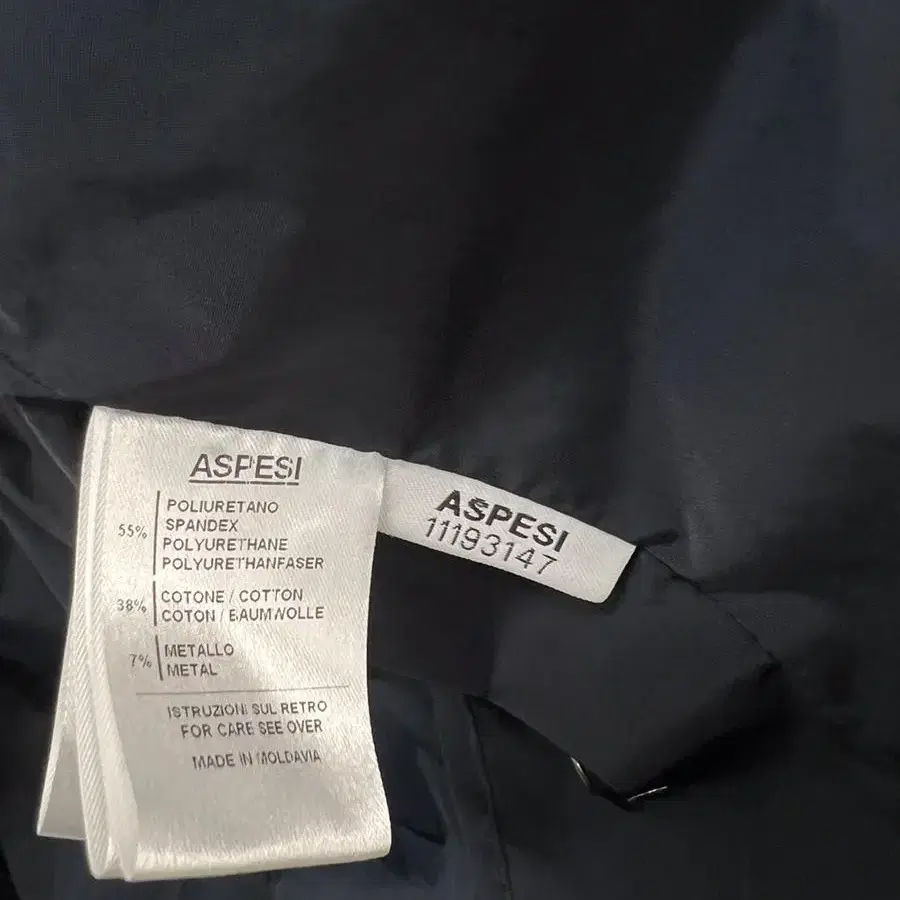 ASPESI
55%
POLIURETANO
SPANDEX
POLYURETHANE
POLYURETHANFASER
38%
COTONE / COTTON
COTON / BAUMWOLLE
7%
METALLO
METAL
ISTRUZIONI SUL RETRO
FOR CARE SEE OVER
MADE IN MOLDAVIA
ASPESI
11193147